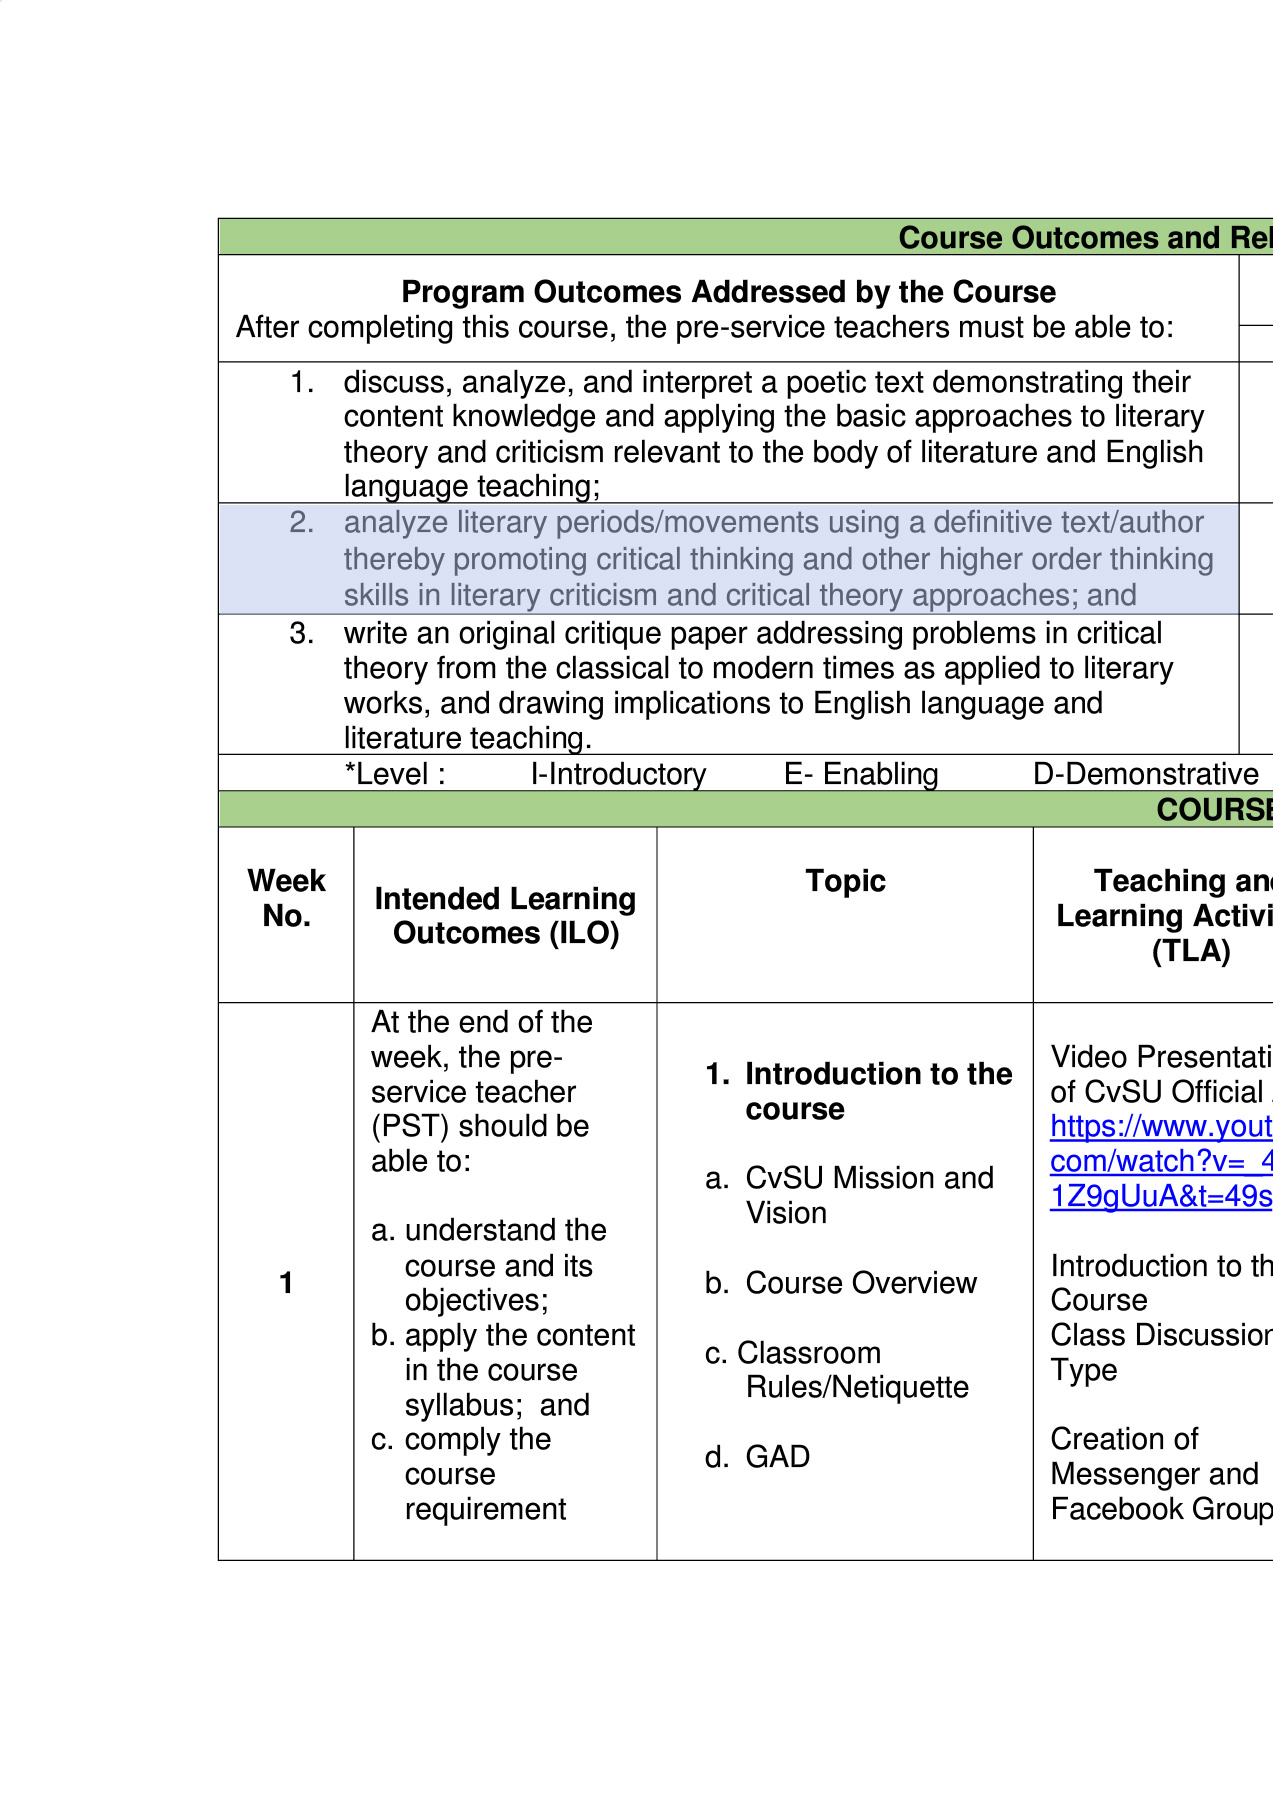 Course Outcomes and Rel
Program Outcomes Addressed by the Course
After completing this course, the pre-service teachers must be able to:
1. discuss, analyze, and interpret a poetic text demonstrating their
content knowledge and applying the basic approaches to literary
theory and criticism relevant to the body of literature and English
language teaching;
2. analyze literary periods/movements using a definitive text/author
thereby promoting critical thinking and other higher order thinking
skills in literary criticism and critical theory approaches; and
3. write an original critique paper addressing problems in critical
theory from the classical to modern times as applied to literary
works, and drawing implications to English language and
literature teaching.
*Level : I-Introductory E- Enabling D-Demonstrative
COURSE
Week
No.
Intended Learning
Outcomes (ILO)
Topic
Teaching and
Learning Activi
(TLA)
1
At the end of the
week, the pre-
service teacher
(PST) should be
able to:
a. understand the
course and its
objectives;
b. apply the content
in the course
syllabus; and
c. comply the
course
requirement
1. Introduction to the
course
a. CvSU Mission and
Vision
b. Course Overview
c. Classroom
Rules/Netiquette
d. GAD
Video Presentati
of CvSU Official
https://www.yout
com/watch?v=_4
1Z9gUuA&t=49s
Introduction to th
Course
Class Discussion
Type
Creation of
Messenger and
Facebook Group